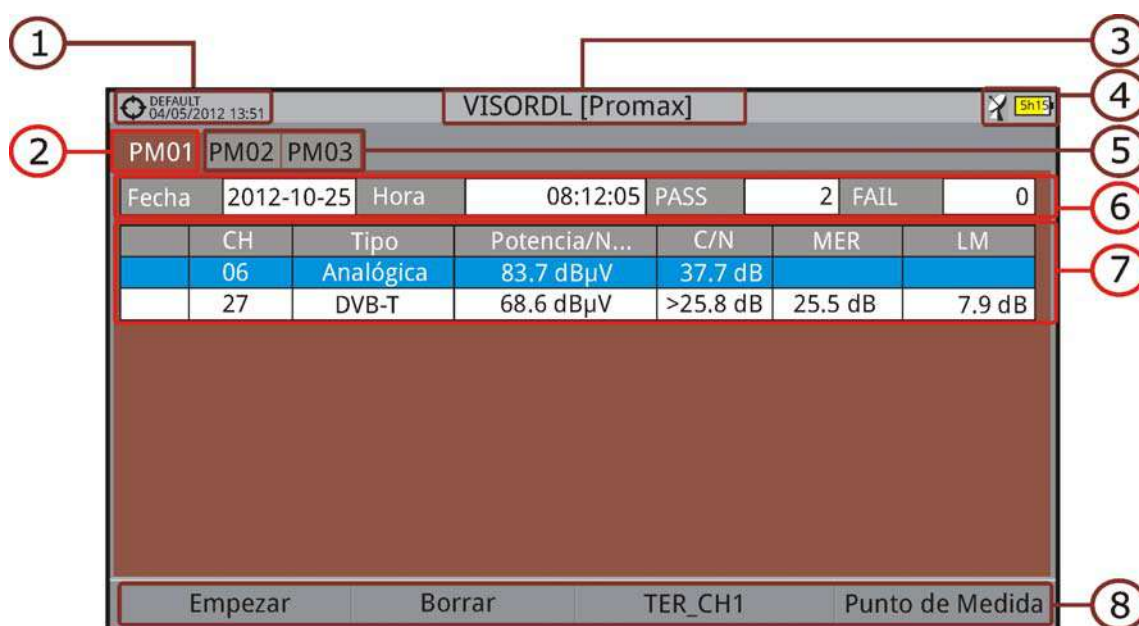 1
3
DEFAULT
04/05/2012 13:51
VISORDL [Promax]
5h15
4
2
PM01 PM02 PM03
5
Fecha 2012-10-25 Hora 08:12:05 PASS 2 FAIL 0
6
CH Tipo Potencia/N... C/N MER LM
7
06 Analógica 83.7 dBµV 37.7 dB
27 DVB-T 68.6 dBµV >25.8 dB 25.5 dB 7.9 dB
Empezar Borrar TER_CH1 Punto de Medida
8